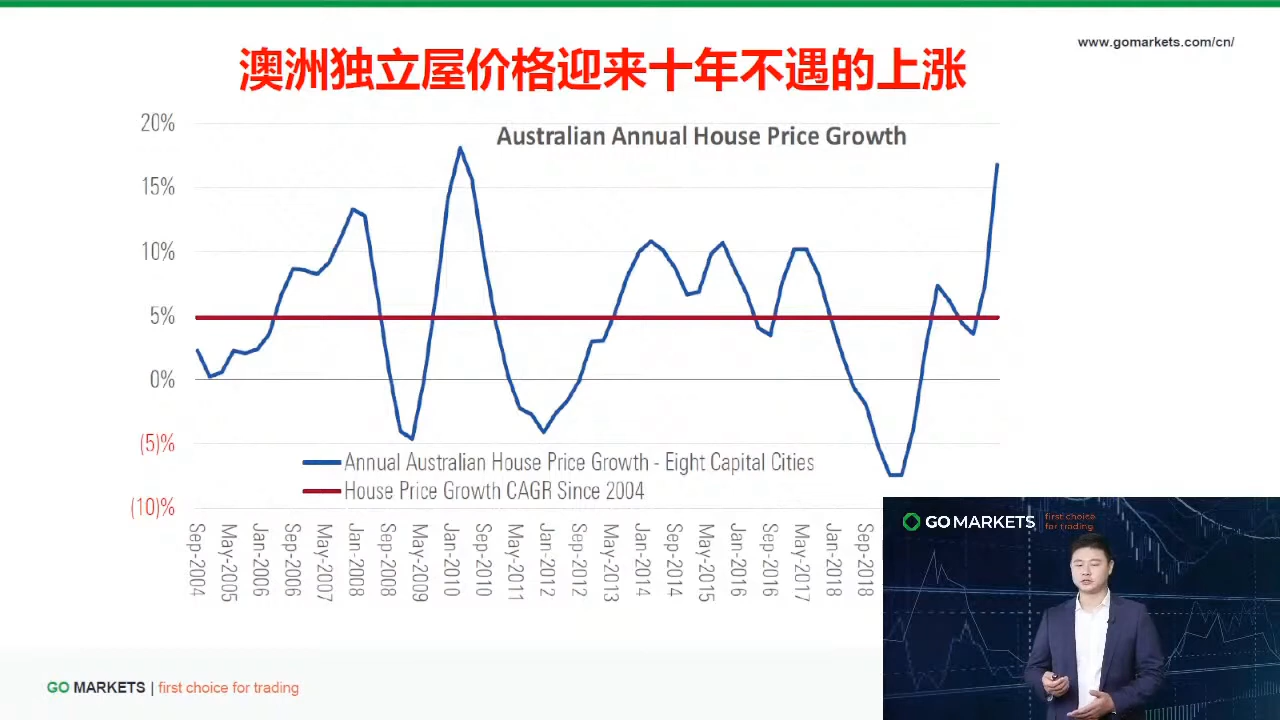 www.gomarkets.com/cn/
澳洲独立屋价格迎来十年不遇的上涨
Australian Annual House Price Growth
20%
15%
10%
5%
0%
(5)%
(10)%
Annual Australian House Price Growth - Eight Capital Cities
House Price Growth CAGR Since 2004
Sep-2004
May-2005
Jan-2006
Sep-2006
May-2007
Jan-2008
Sep-2008
May-2009
Jan-2010
Sep-2010
May-2011
Jan-2012
Sep-2012
May-2013
Jan-2014
Sep-2014
May-2015
Jan-2016
Sep-2016
May-2017
Jan-2018
Sep-2018
GO MARKETS
first choice
for trading
GO MARKETS | first choice for trading